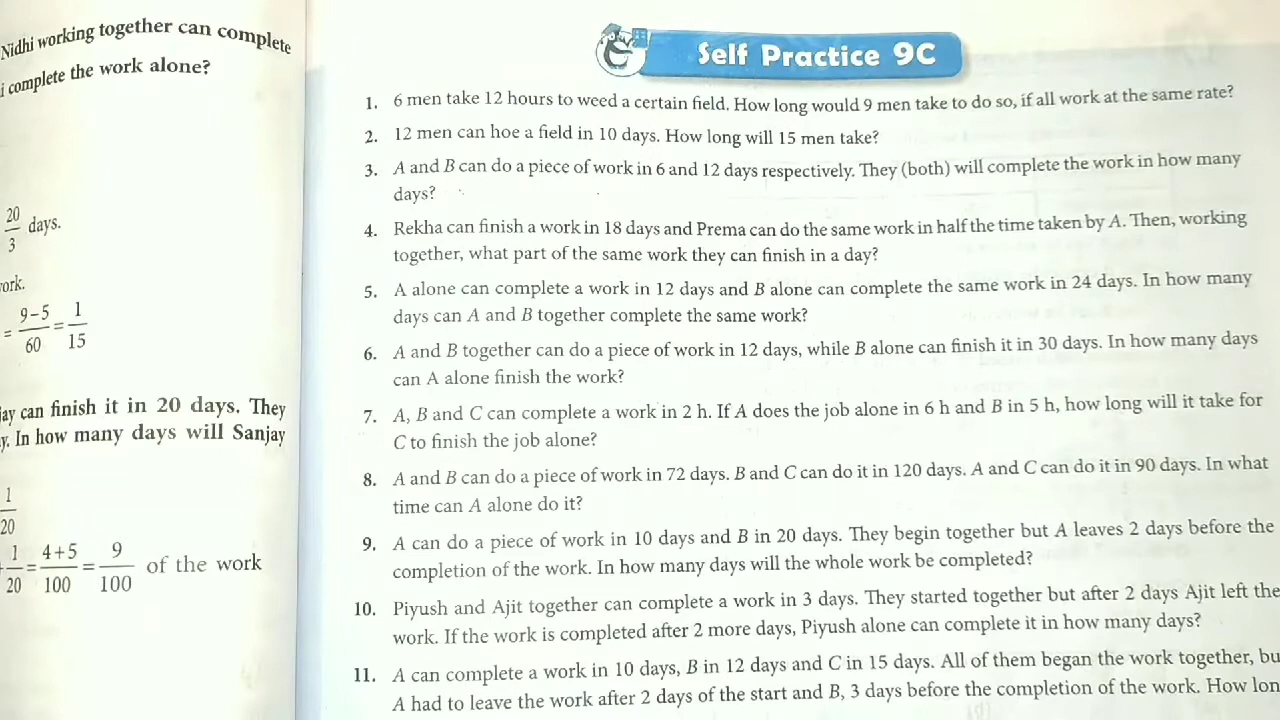 Nidhi working together can complete
complete the work alone?
20/3 days.
= 9-5/60 = 1/15
can finish it in 20 days. They
In how many days will Sanjay
1/20
1/20 = 4+5/100 = 9/100 of the work
Self Practice 9C
1. 6 men take 12 hours to weed a certain field. How long would 9 men take to do so, if all work at the same rate?
2. 12 men can hoe a field in 10 days. How long will 15 men take?
3. A and B can do a piece of work in 6 and 12 days respectively. They (both) will complete the work in how many
days?
4. Rekha can finish a work in 18 days and Prema can do the same work in half the time taken by A. Then, working
together, what part of the same work they can finish in a day?
5. A alone can complete a work in 12 days and B alone can complete the same work in 24 days. In how many
days can A and B together complete the same work?
6. A and B together can do a piece of work in 12 days, while B alone can finish it in 30 days. In how many days
can A alone finish the work?
7. A, B and C can complete a work in 2 h. If A does the job alone in 6 h and B in 5 h, how long will it take for
C to finish the job alone?
8. A and B can do a piece of work in 72 days. B and C can do it in 120 days. A and C can do it in 90 days. In what
time can A alone do it?
9. A can do a piece of work in 10 days and B in 20 days. They begin together but A leaves 2 days before the
completion of the work. In how many days will the whole work be completed?
10. Piyush and Ajit together can complete a work in 3 days. They started together but after 2 days Ajit left the
work. If the work is completed after 2 more days, Piyush alone can complete it in how many days?
11. A can complete a work in 10 days, B in 12 days and C in 15 days. All of them began the work together,
A had to leave the work after 2 days of the start and B, 3 days before the completion of the work. How